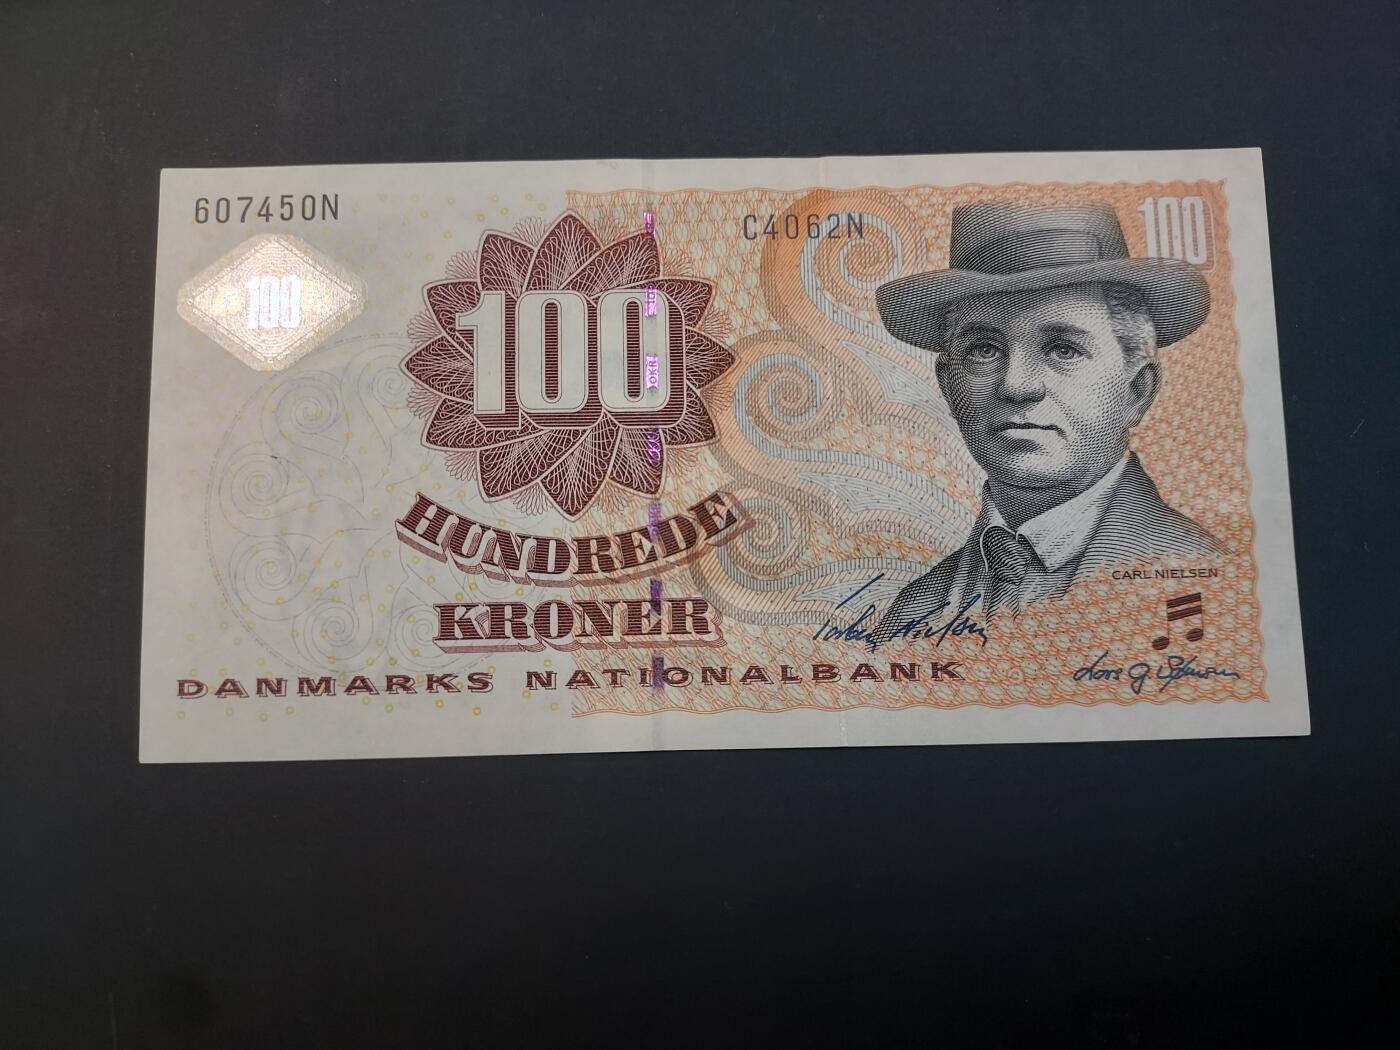 607450N
C4062N
100
100
100
HUNDREDE
KRONER
CARL NIELSEN
DANMARKS NATIONALBANK